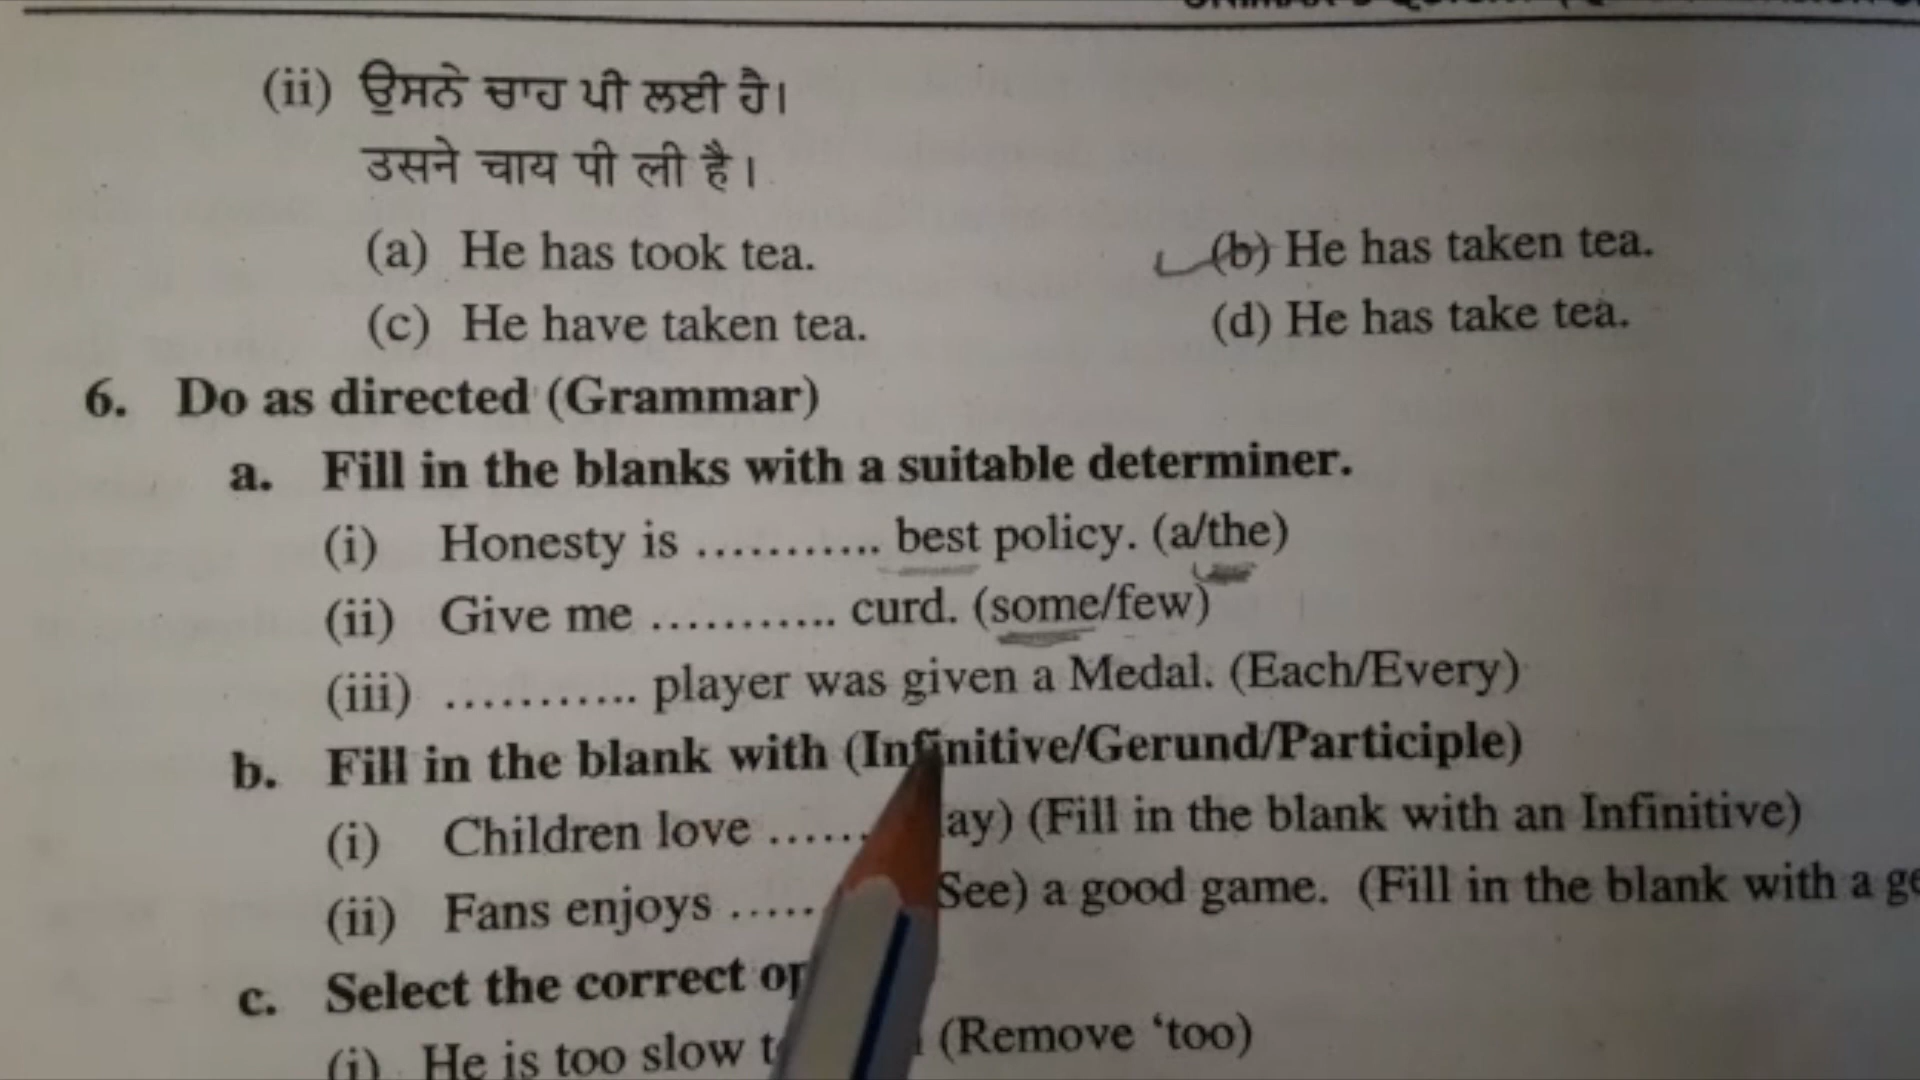 (ii) ਉਸਨੇ ਚਾਹ ਪੀ ਲਈ ਹੈ।
उसने चाय पी ली है।
(a) He has took tea. (b) He has taken tea.
(c) He have taken tea. (d) He has take tea.
6. Do as directed (Grammar)
a. Fill in the blanks with a suitable determiner.
(i) Honesty is ........... best policy. (a/the)
(ii) Give me ........... curd. (some/few)
(iii) ........... player was given a Medal. (Each/Every)
b. Fill in the blank with (Infinitive/Gerund/Participle)
(i) Children love ...... (Fill in the blank with an Infinitive)
(ii) Fans enjoys ..... See) a good game. (Fill in the blank with a
c. Select the correct
(i) He is too slow (Remove ‘too)